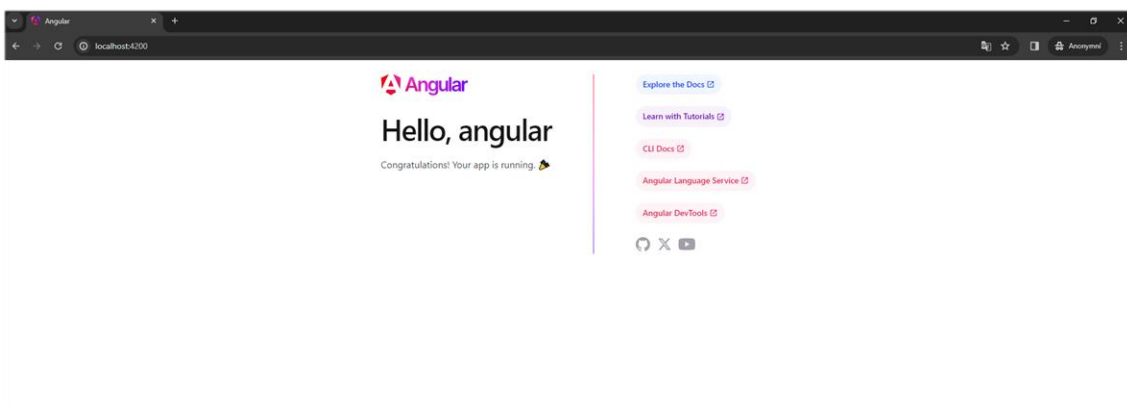 Angular
localhost:4200
Anonymní
Angular
Hello, angular
Congratulations! Your app is running.
Explore the Docs
Learn with Tutorials
CLI Docs
Angular Language Service
Angular DevTools